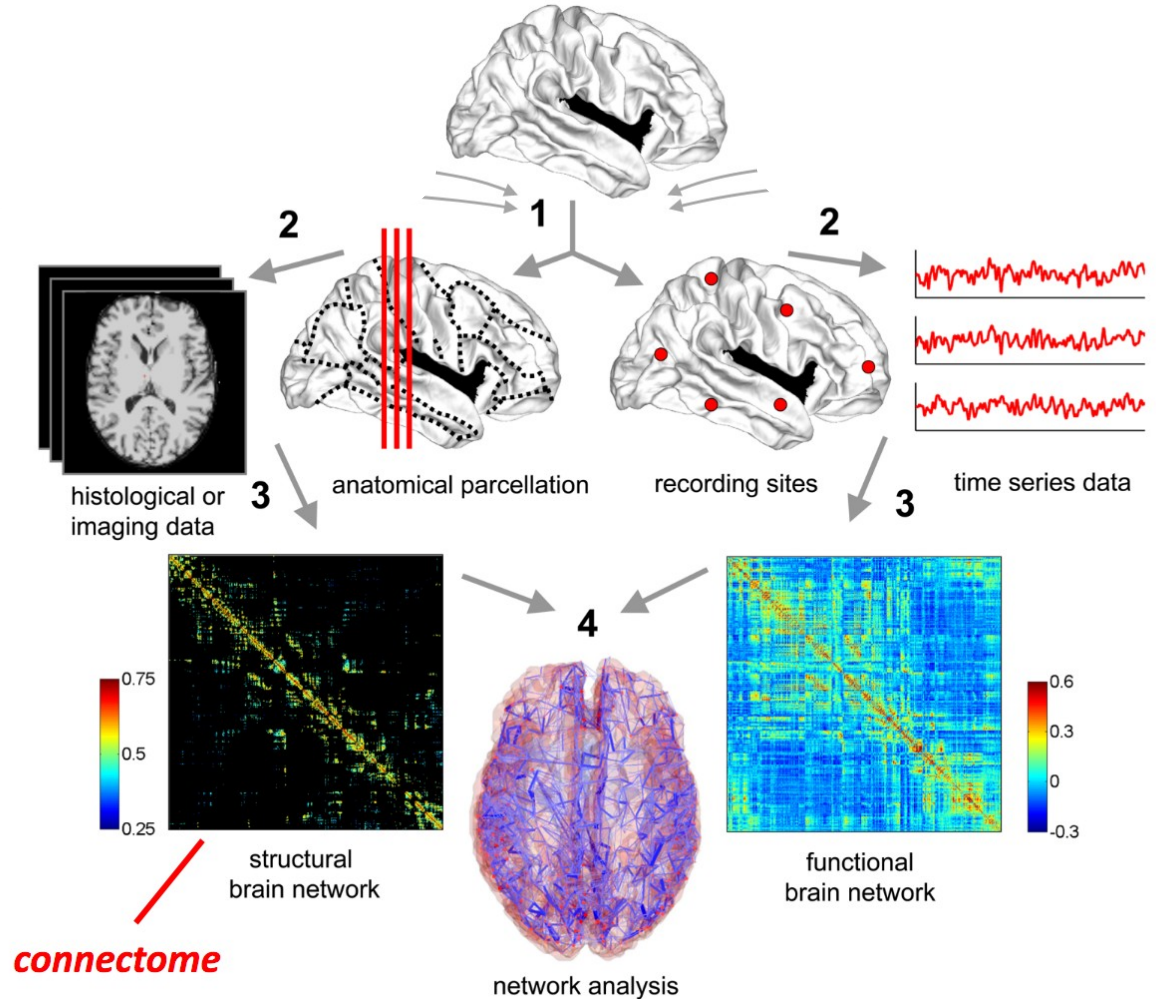 1
2
2
histological or
imaging data
anatomical parcellation
recording sites
time series data
3
3
4
0.75
0.5
0.25
structural
brain network
connectome
0.6
0.3
0
-0.3
functional
brain network
network analysis